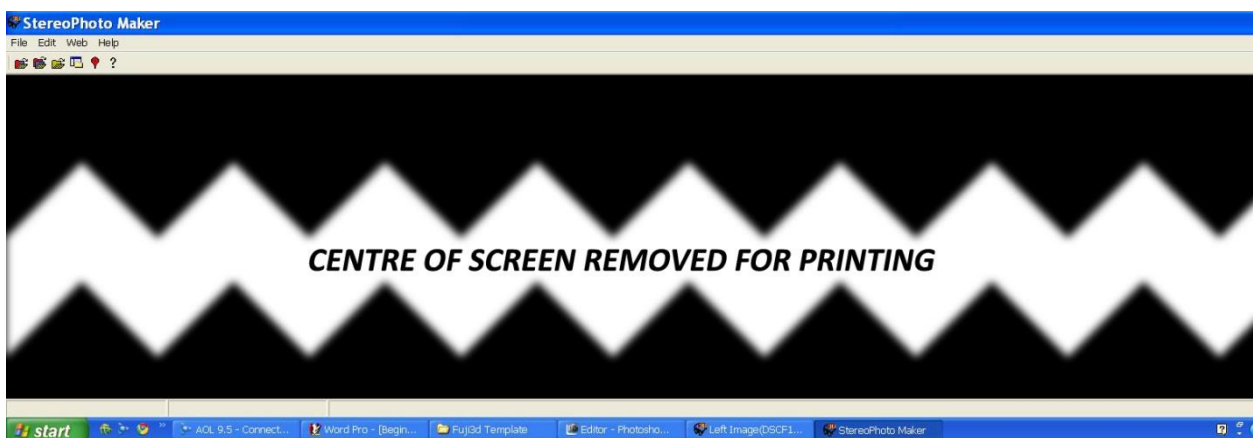 StereoPhoto Maker
File Edit Web Help
?
CENTRE OF SCREEN REMOVED FOR PRINTING
start » AOL 9.5 - Connect... Word Pro - [Begin... Fuji3d Template Editor - Photosho... Left Image(DSCF1... StereoPhoto Maker ?